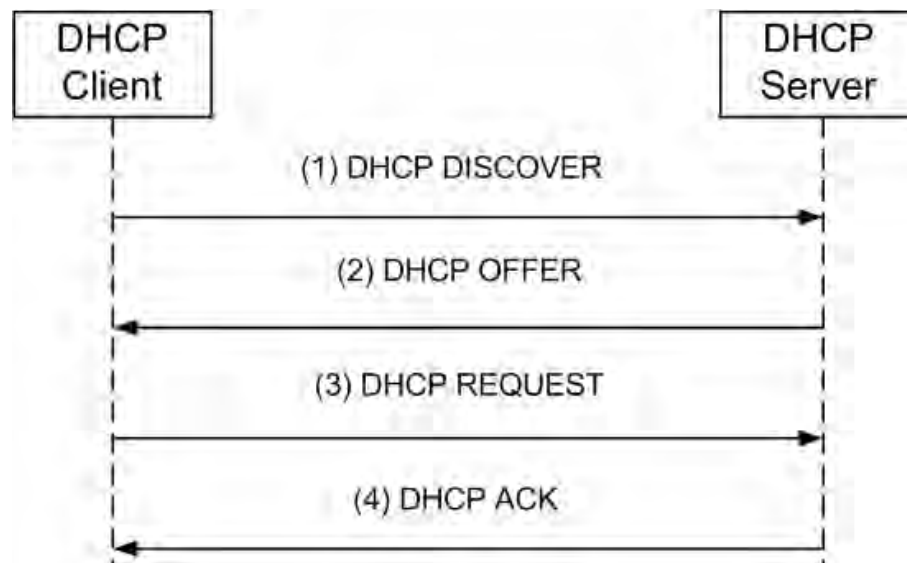 DHCP
Client
DHCP
Server
(1) DHCP DISCOVER
(2) DHCP OFFER
(3) DHCP REQUEST
(4) DHCP ACK